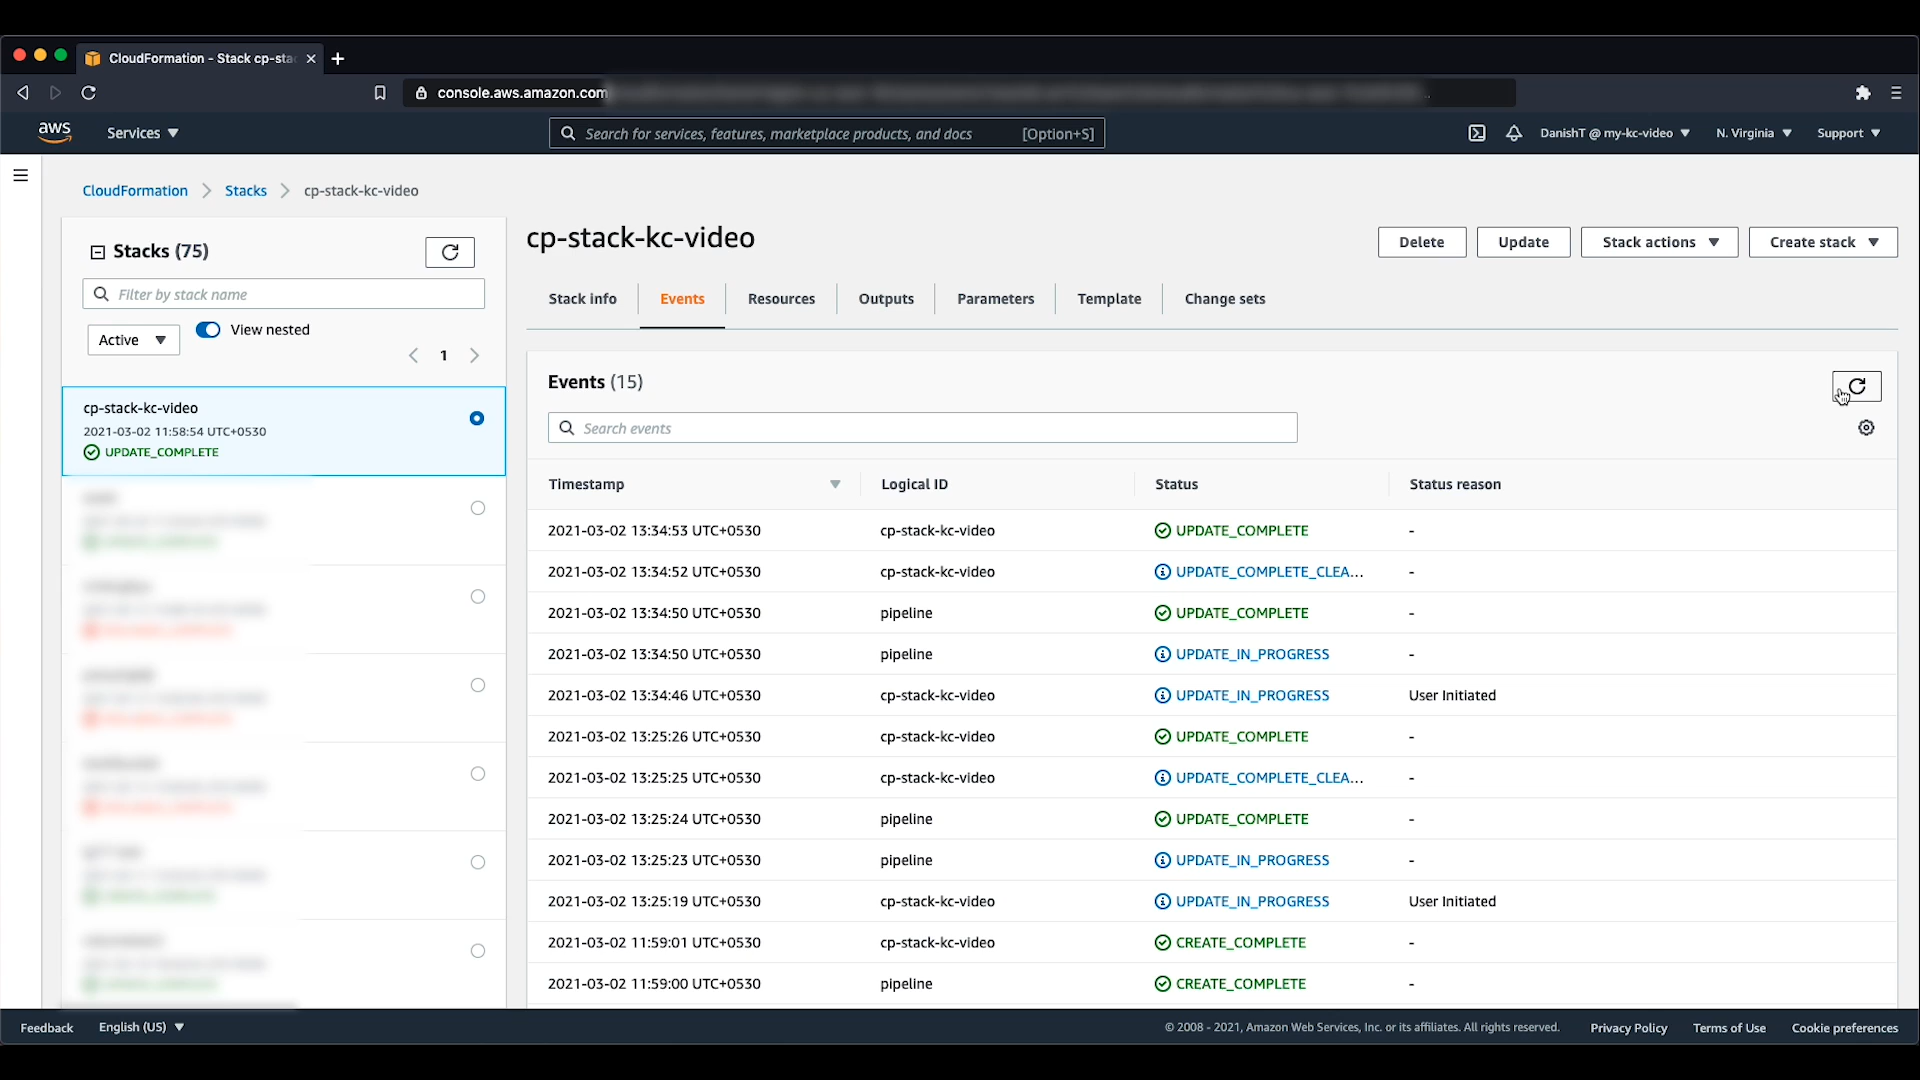 CloudFormation - Stack cp-sta
console.aws.amazon.com
aws
Services
Search for services, features, marketplace products, and docs [Option+S]
DanishT @ my-kc-video
N. Virginia
Support
CloudFormation Stacks cp-stack-kc-video
Stacks (75)
Filter by stack name
Active
View nested
1
cp-stack-kc-video
2021-03-02 11:58:54 UTC+0530
UPDATE_COMPLETE
cp-stack-kc-video
Delete
Update
Stack actions
Create stack
Stack info Events Resources Outputs Parameters Template Change sets
Events (15)
Search events
Timestamp Logical ID Status Status reason
2021-03-02 13:34:53 UTC+0530 cp-stack-kc-video UPDATE_COMPLETE -
2021-03-02 13:34:52 UTC+0530 cp-stack-kc-video UPDATE_COMPLETE_CLEA... -
2021-03-02 13:34:50 UTC+0530 pipeline UPDATE_COMPLETE -
2021-03-02 13:34:50 UTC+0530 pipeline UPDATE_IN_PROGRESS -
2021-03-02 13:34:46 UTC+0530 cp-stack-kc-video UPDATE_IN_PROGRESS User Initiated
2021-03-02 13:25:26 UTC+0530 cp-stack-kc-video UPDATE_COMPLETE -
2021-03-02 13:25:25 UTC+0530 cp-stack-kc-video UPDATE_COMPLETE_CLEA... -
2021-03-02 13:25:24 UTC+0530 pipeline UPDATE_COMPLETE -
2021-03-02 13:25:23 UTC+0530 pipeline UPDATE_IN_PROGRESS -
2021-03-02 13:25:19 UTC+0530 cp-stack-kc-video UPDATE_IN_PROGRESS User Initiated
2021-03-02 11:59:01 UTC+0530 cp-stack-kc-video CREATE_COMPLETE -
2021-03-02 11:59:00 UTC+0530 pipeline CREATE_COMPLETE -
Feedback English (US) © 2008 - 2021, Amazon Web Services, Inc. or its affiliates. All rights reserved. Privacy Policy Terms of Use Cookie preferences